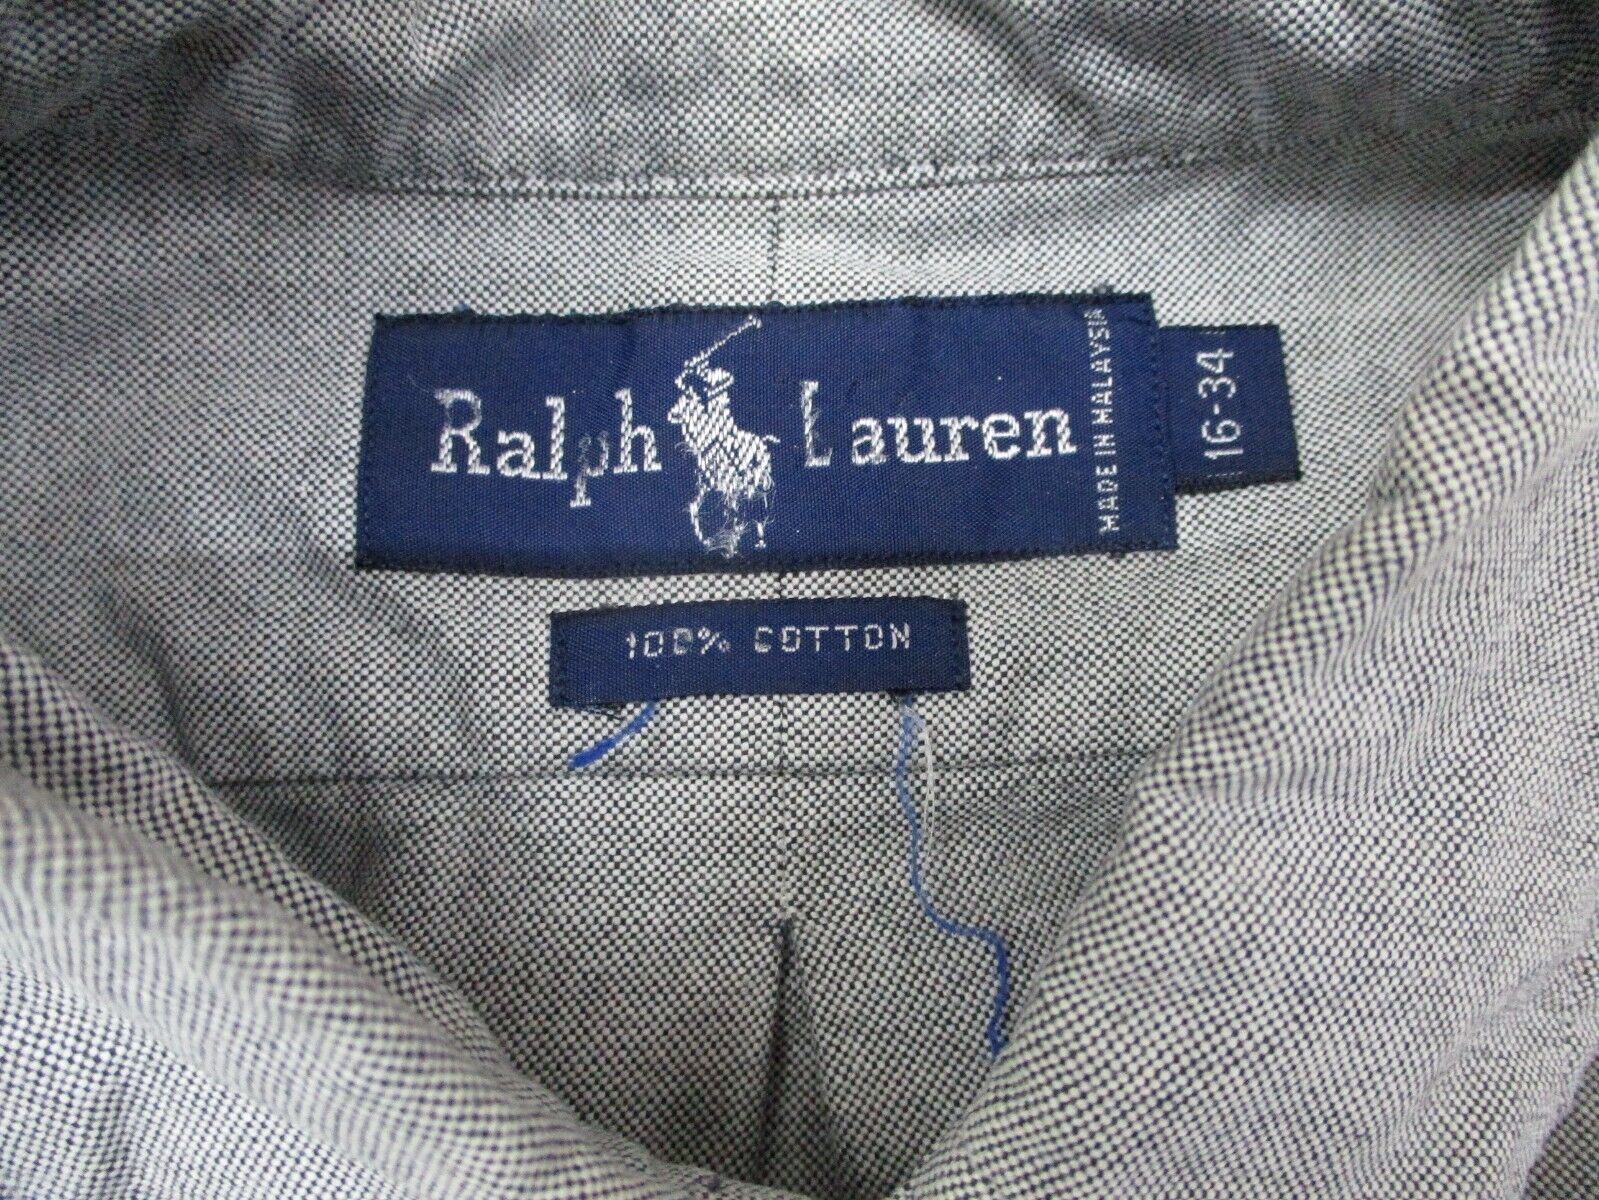 Ralph Lauren
MADE IN MALAYSIA
16-34
100% COTTON